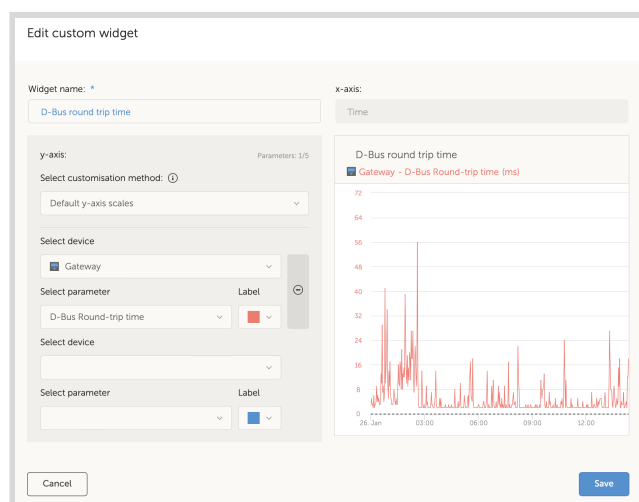 Edit custom widget
Widget name: *
x-axis:
D-Bus round trip time
Time
y-axis:
Parameters: 1/5
Select customisation method:
Default y-axis scales
Select device
Gateway
Select parameter
Label
D-Bus Round-trip time
Select device
Select parameter
Label
D-Bus round trip time
Gateway - D-Bus Round-trip time (ms)
72
64
56
48
40
32
24
16
8
0
26. Jan
03:00
06:00
09:00
12:00
Cancel
Save